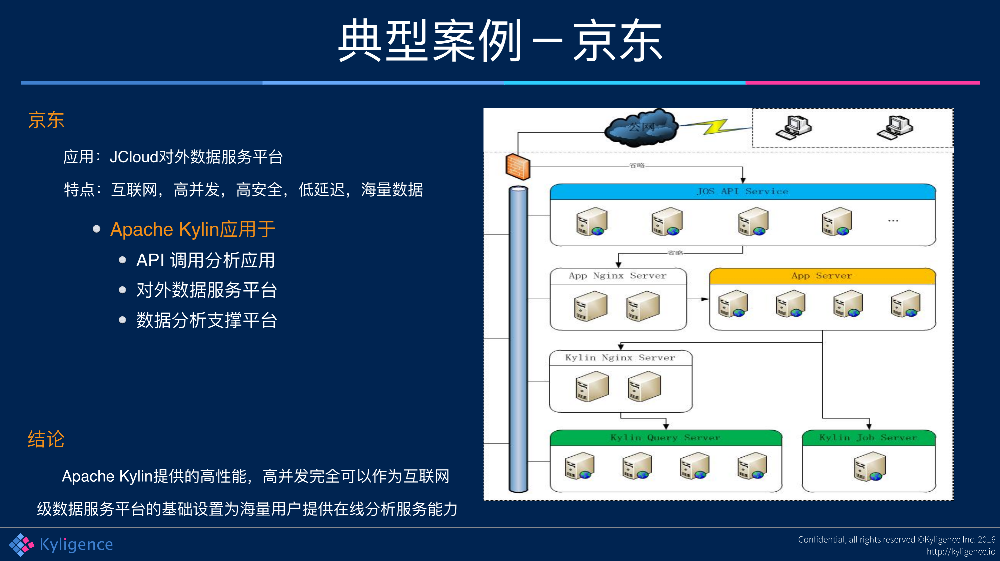 典型案例－京东
京东
应用：JCloud对外数据服务平台
特点：互联网，高并发，高安全，低延迟，海量数据
Apache Kylin应用于
API 调用分析应用
对外数据服务平台
数据分析支撑平台
结论
Apache Kylin提供的高性能，高并发完全可以作为互联网
级数据服务平台的基础设置为海量用户提供在线分析服务能力
公网
省略
JOS API Service
...
省略
App Nginx Server
App Server
Kylin Nginx Server
Kylin Query Server
Kylin Job Server
Kyligence
Confidential, all rights reserved ©Kyligence Inc. 2016
http://kyligence.io